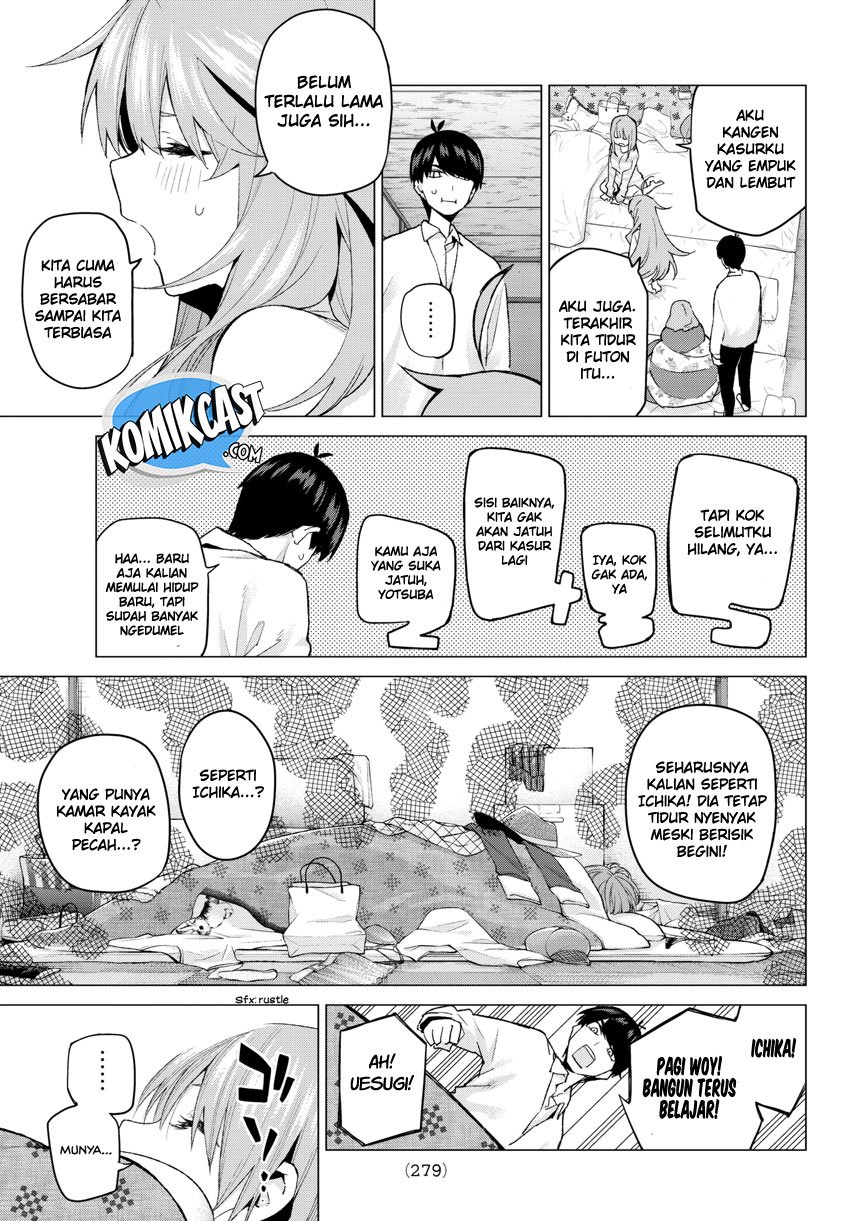 AKU
KANGEN
KASURKU
YANG EMPUK
DAN LEMBUT
AKU JUGA.
TERAKHIR
KITA TIDUR
DI FUTON
ITU...
......
BELUM
TERLALU LAMA
JUGA SIH...
KITA CUMA
HARUS
BERSABAR
SAMPAI KITA
TERBIASA
KOMIKCAST
.COM
TAPI KOK
SELIMUTKU
HILANG, YA...
IYA, KOK
GAK ADA,
YA
SISI BAIKNYA,
KITA GAK
AKAN JATUH
DARI KASUR
LAGI
KAMU AJA
YANG SUKA
JATUH,
YOTSUBA
HAA... BARU
AJA KALIAN
MEMULAI HIDUP
BARU, TAPI
SUDAH BANYAK
NGEDUMEL
SEHARUSNYA
KALIAN SEPERTI
ICHIKA! DIA TETAP
TIDUR NYENYAK
MESKI BERISIK
BEGINI!
SEPERTI
ICHIKA...?
YANG PUNYA
KAMAR KAYAK
KAPAL
PECAH...?
ICHIKA!
PAGI WOY!
BANGUN TERUS
BELAJAR!
AH!
UESUGI!
Sfx: rustle
ごそっ
......
MUNYA...
(279)